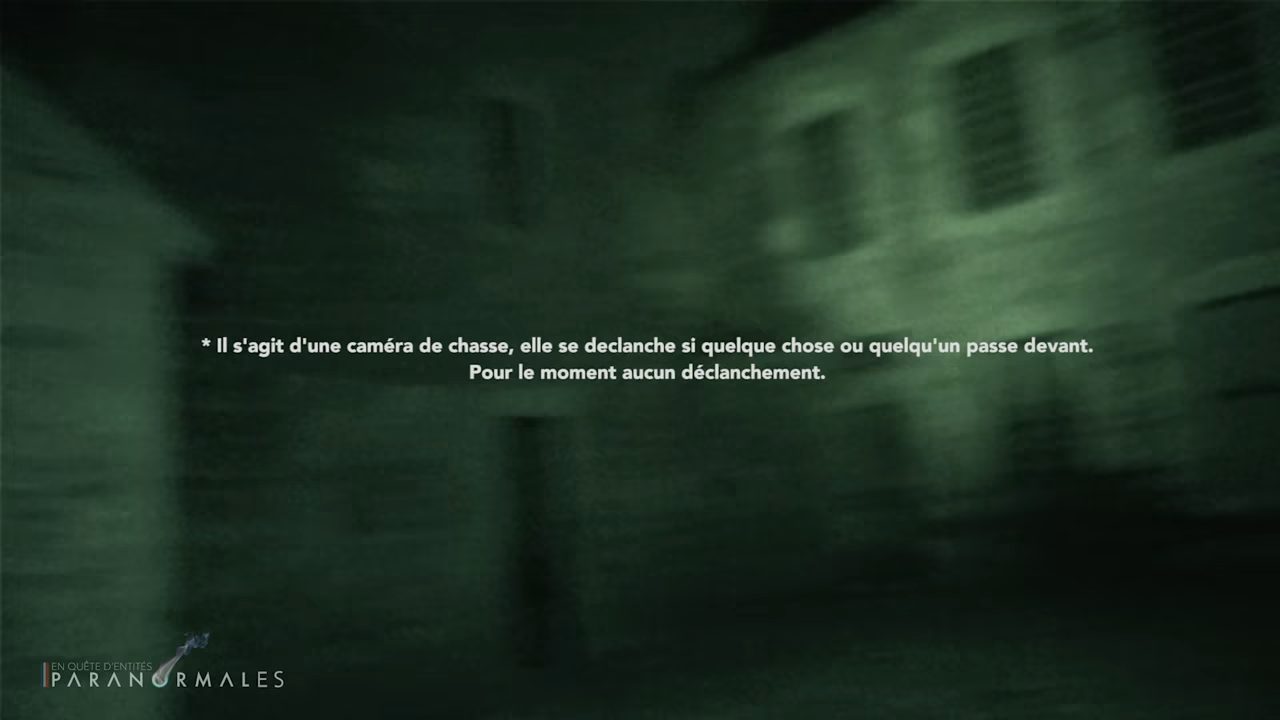 * Il s'agit d'une caméra de chasse, elle se declanche si quelque chose ou quelqu'un passe devant.
Pour le moment aucun déclanchement.
EN QUÊTE D'ENTITÉS
PARANORMALES